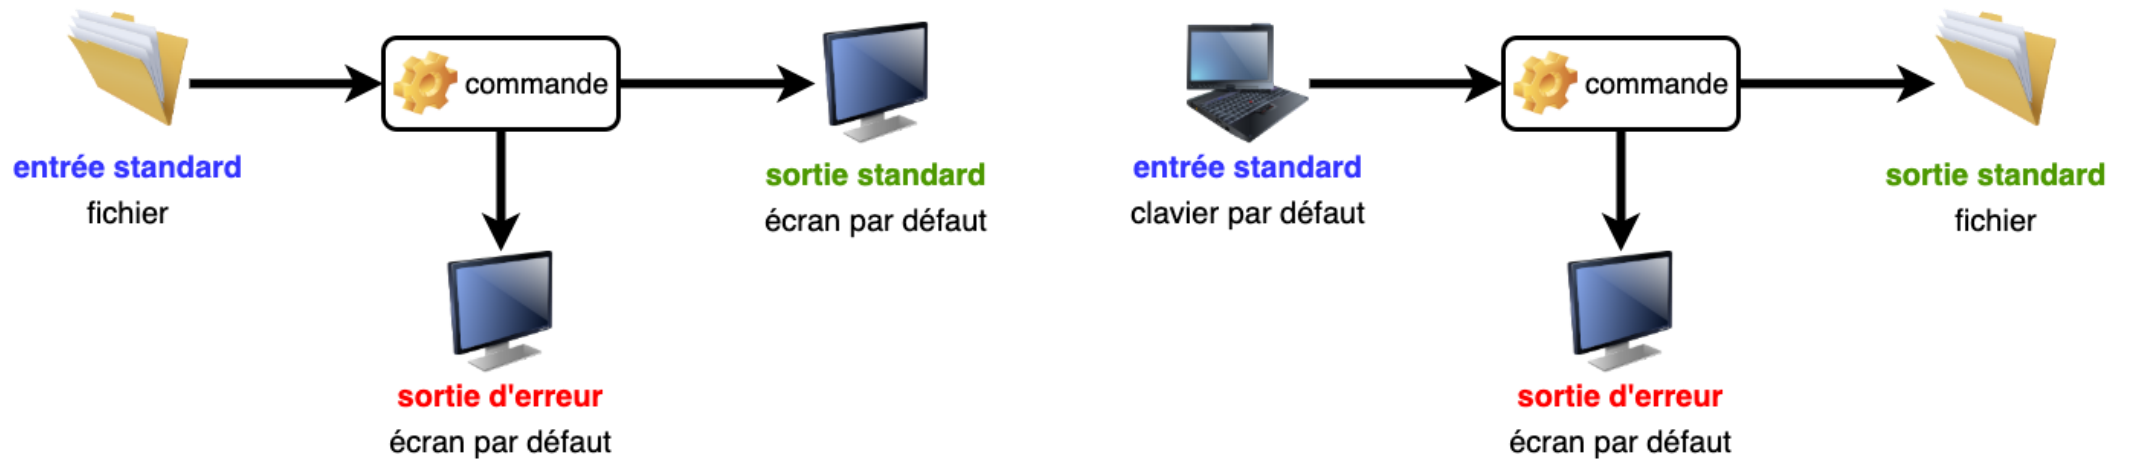 commande
entrée standard
fichier
sortie standard
écran par défaut
sortie d'erreur
écran par défaut
commande
entrée standard
clavier par défaut
sortie standard
fichier
sortie d'erreur
écran par défaut